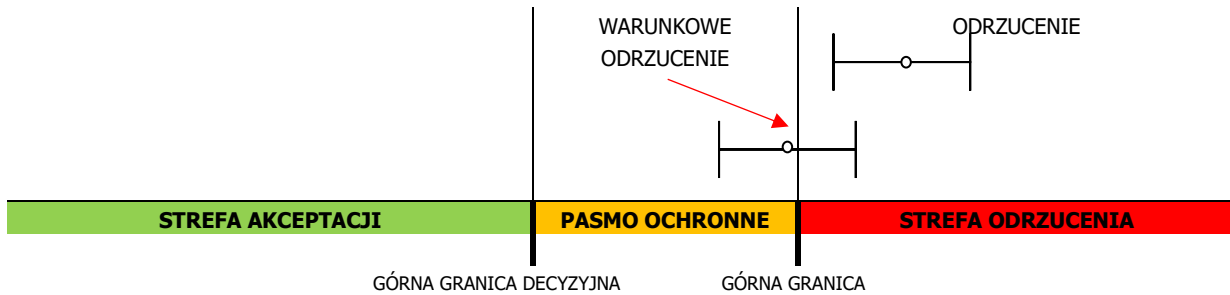 WARUNKOWE
ODRZUCENIE
ODRZUCENIE
STREFA AKCEPTACJI
PASMO OCHRONNE
STREFA ODRZUCENIA
GÓRNA GRANICA DECYZYJNA
GÓRNA GRANICA